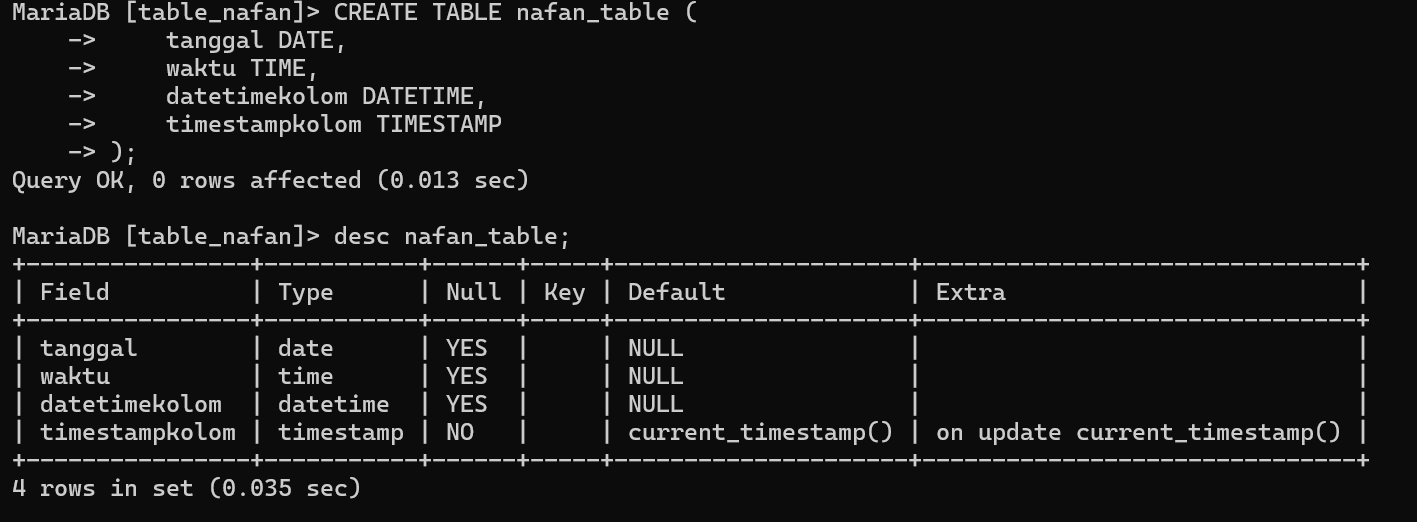 MariaDB [table_nafan]> CREATE TABLE nafan_table (
    ->     tanggal DATE,
    ->     waktu TIME,
    ->     datetimekolom DATETIME,
    ->     timestampkolom TIMESTAMP
    -> );
Query OK, 0 rows affected (0.013 sec)

MariaDB [table_nafan]> desc nafan_table;
+----------------+-----------+------+-----+---------------------+-------------------------------+
| Field          | Type      | Null | Key | Default             | Extra                         |
+----------------+-----------+------+-----+---------------------+-------------------------------+
| tanggal        | date      | YES  |     | NULL                |                               |
| waktu          | time      | YES  |     | NULL                |                               |
| datetimekolom  | datetime  | YES  |     | NULL                |                               |
| timestampkolom | timestamp | NO   |     | current_timestamp() | on update current_timestamp() |
+----------------+-----------+------+-----+---------------------+-------------------------------+
4 rows in set (0.035 sec)